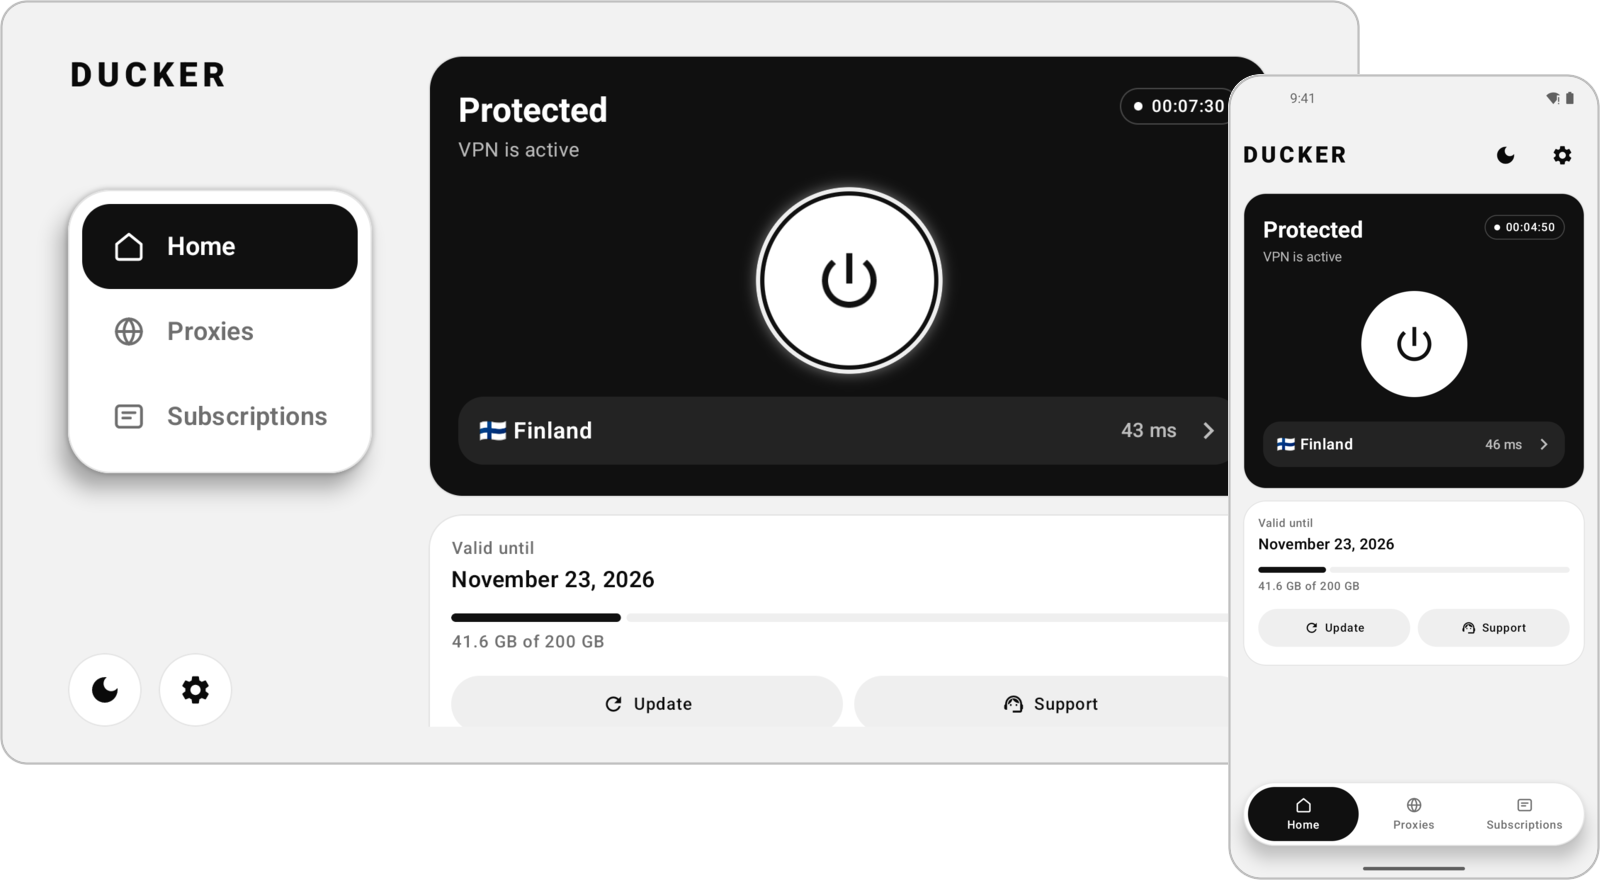 DUCKER
Home
Proxies
Subscriptions
Protected
00:07:30
VPN is active
🇫🇮 Finland
43 ms
Valid until
November 23, 2026
41.6 GB of 200 GB
Update
Support
9:41
DUCKER
Protected
00:04:50
VPN is active
🇫🇮 Finland
46 ms
Valid until
November 23, 2026
41.6 GB of 200 GB
Update
Support
Home
Proxies
Subscriptions